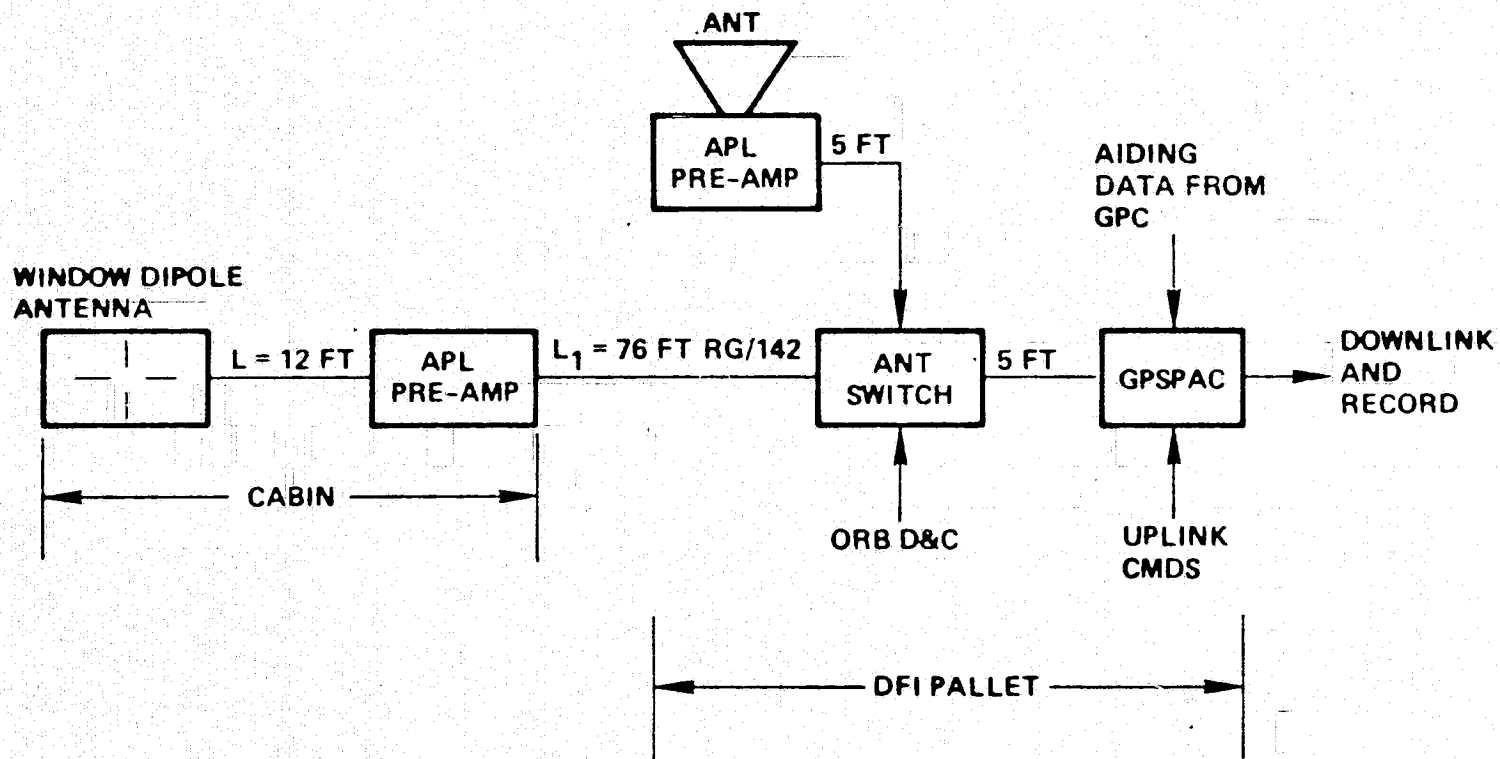 ANT
APL
PRE-AMP
5 FT
AIDING
DATA FROM
GPC
WINDOW DIPOLE
ANTENNA
L = 12 FT
APL
PRE-AMP
L1 = 76 FT RG/142
ANT
SWITCH
5 FT
GPSPAC
DOWNLINK
AND
RECORD
CABIN
ORB D&C
UPLINK
CMDS
DFI PALLET